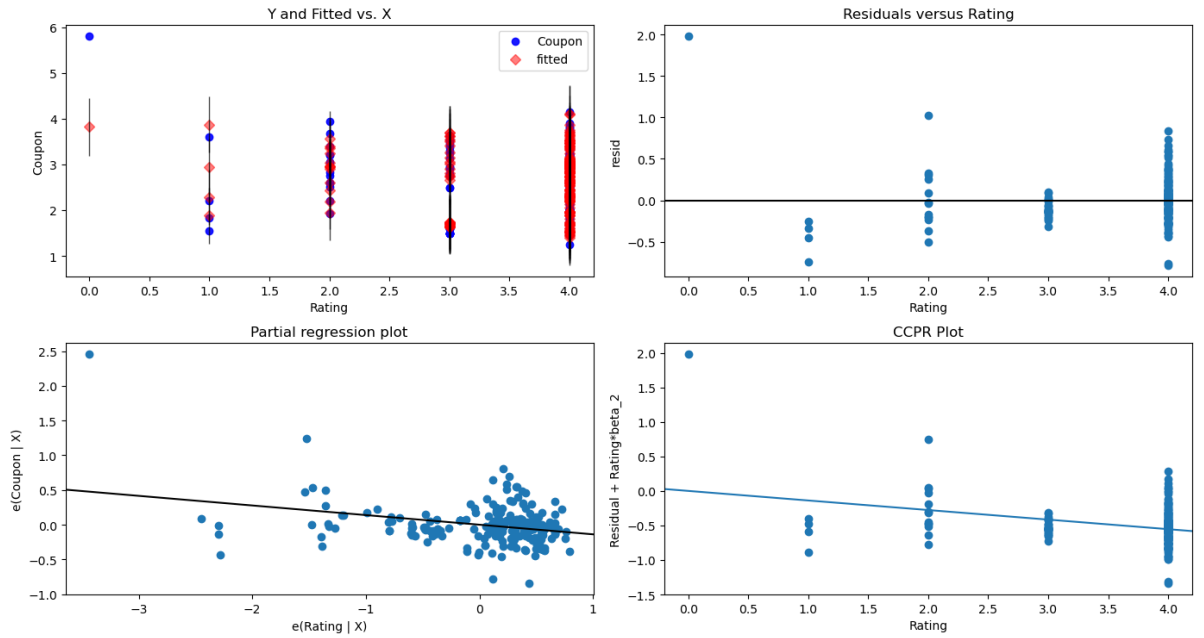 Y and Fitted vs. X
Coupon
fitted
6
5
4
3
2
1
Coupon
0.0 0.5 1.0 1.5 2.0 2.5 3.0 3.5 4.0
Rating
Residuals versus Rating
2.0
1.5
1.0
0.5
0.0
−0.5
resid
0.0 0.5 1.0 1.5 2.0 2.5 3.0 3.5 4.0
Rating
Partial regression plot
2.5
2.0
1.5
1.0
0.5
0.0
−0.5
−1.0
e(Coupon | X)
−3 −2 −1 0 1
e(Rating | X)
CCPR Plot
2.0
1.5
1.0
0.5
0.0
−0.5
−1.0
−1.5
Residual + Rating*beta_2
0.0 0.5 1.0 1.5 2.0 2.5 3.0 3.5 4.0
Rating